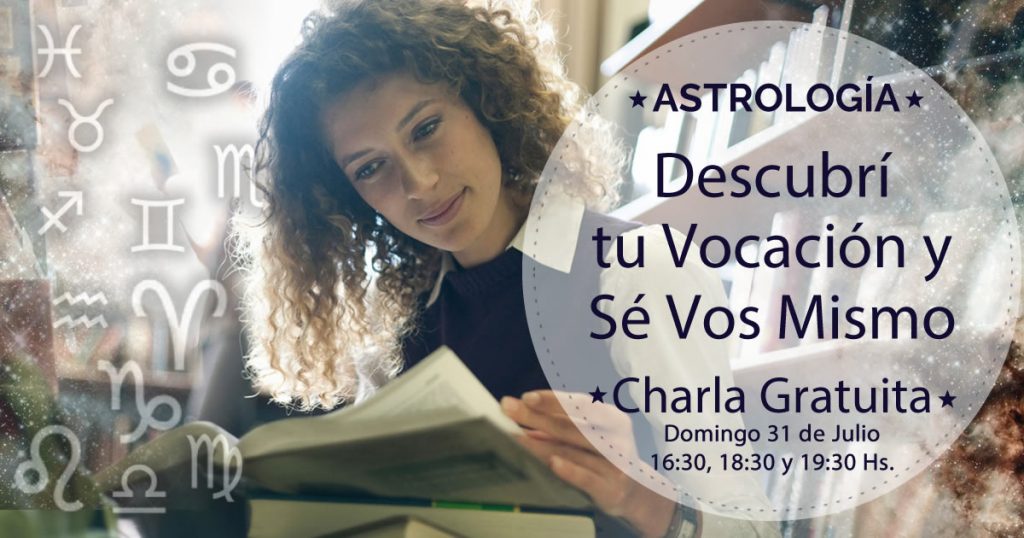 ★ASTROLOGÍA★
Descubrí
tu Vocación y
Sé Vos Mismo
★Charla Gratuita★
Domingo 31 de Julio
16:30, 18:30 y 19:30 Hs.